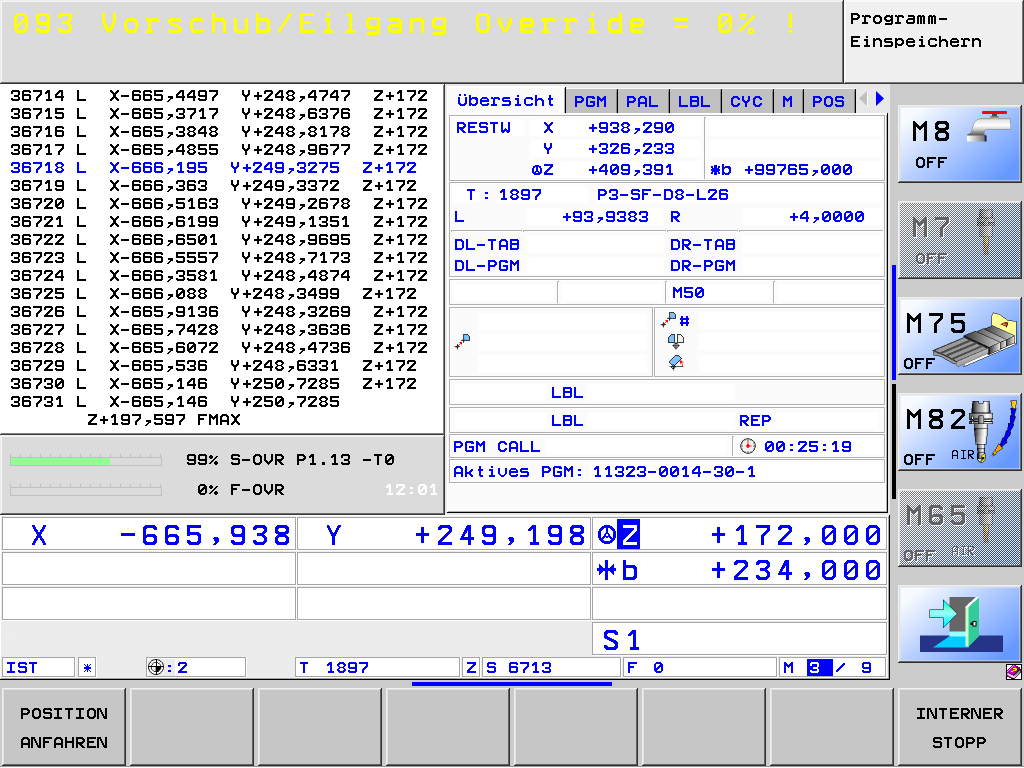 093 Vorschub/Eilgang Override = 0% !
Programm-
Einspeichern
36714 L X-665,4497 Y+248,4747 Z+172
36715 L X-665,3717 Y+248,6376 Z+172
36716 L X-665,3848 Y+248,8178 Z+172
36717 L X-665,4855 Y+248,9677 Z+172
36718 L X-666,195 Y+249,3275 Z+172
36719 L X-666,363 Y+249,3372 Z+172
36720 L X-666,5163 Y+249,2678 Z+172
36721 L X-666,6199 Y+249,1351 Z+172
36722 L X-666,6501 Y+248,9695 Z+172
36723 L X-666,5557 Y+248,7173 Z+172
36724 L X-666,3581 Y+248,4874 Z+172
36725 L X-666,088 Y+248,3499 Z+172
36726 L X-665,9136 Y+248,3269 Z+172
36727 L X-665,7428 Y+248,3636 Z+172
36728 L X-665,6072 Y+248,4736 Z+172
36729 L X-665,536 Y+248,6331 Z+172
36730 L X-665,146 Y+250,7285 Z+172
36731 L X-665,146 Y+250,7285
Z+197,597 FMAX
99% S-OVR P1.13 -T0
0% F-OVR 12:01
Übersicht PGM PAL LBL CYC M POS
RESTW X +938,290
Y +326,233
Z +409,391 *b +99765,000
T : 1897 P3-SF-D8-L26
L +93,9383 R +4,0000
DL-TAB DR-TAB
DL-PGM DR-PGM
M50
#
LBL
LBL REP
PGM CALL 00:25:19
Aktives PGM: 11323-0014-30-1
X -665,938 Y +249,198 Z +172,000
*b +234,000
S1
IST * :2 T 1897 Z S 6713 F 0 M 3 / 9
M8
OFF
M7
OFF
M75
OFF
M82
OFF AIR
M65
OFF AIR
POSITION
ANFAHREN
INTERNER
STOPP